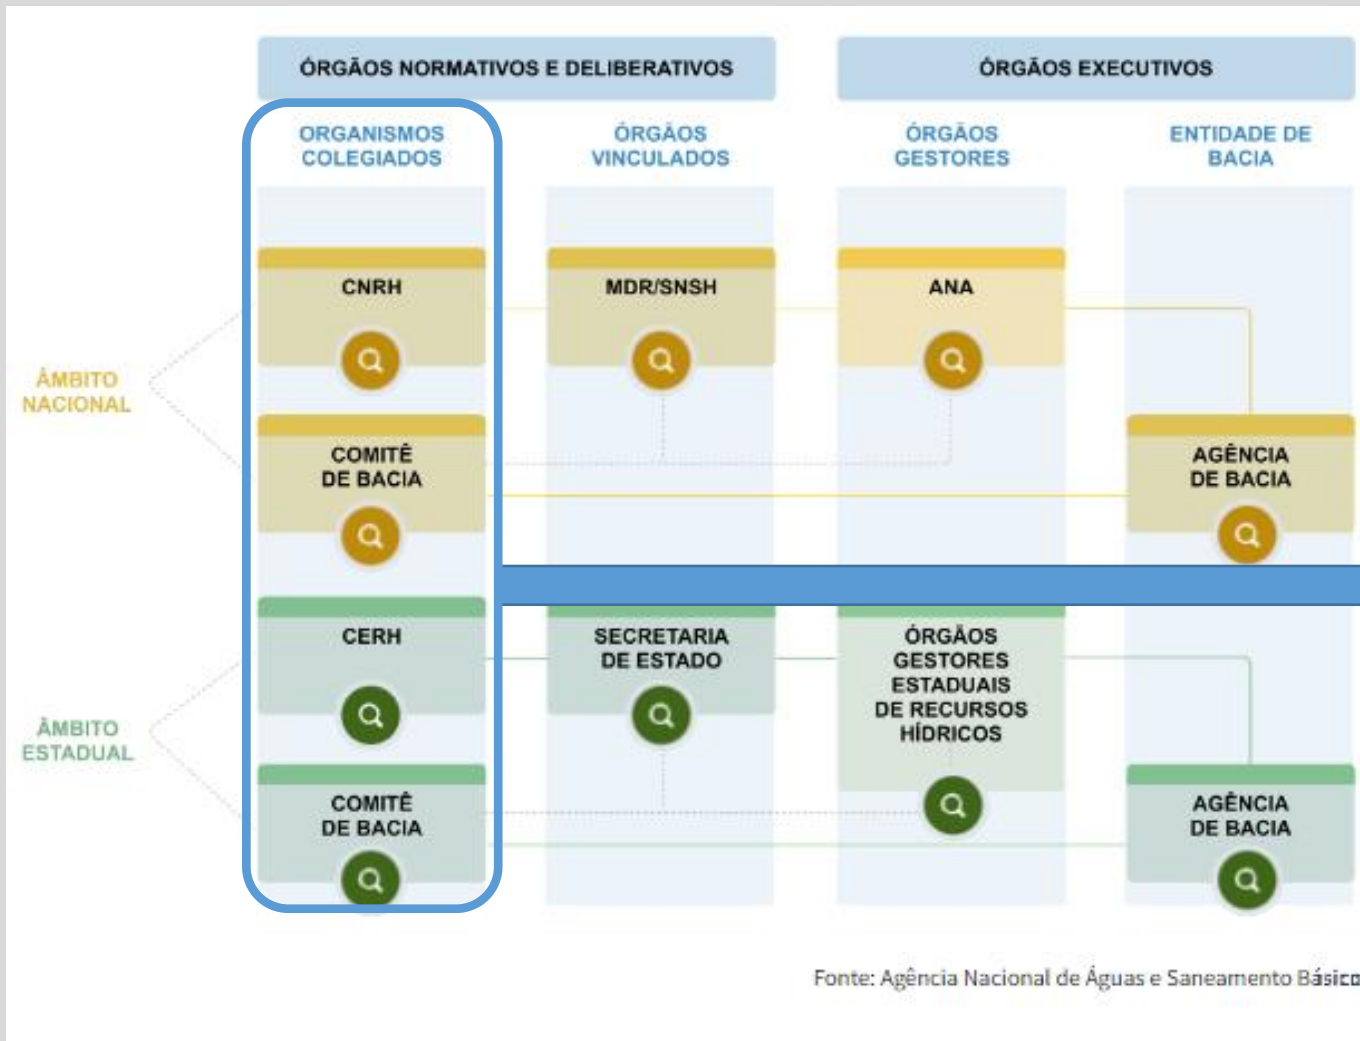 ÓRGÃOS NORMATIVOS E DELIBERATIVOS
ÓRGÃOS EXECUTIVOS
ORGANISMOS
COLEGIADOS
ÓRGÃOS
VINCULADOS
ÓRGÃOS
GESTORES
ENTIDADE DE
BACIA
ÂMBITO
NACIONAL
CNRH
MDR/SNSH
ANA
COMITÊ
DE BACIA
AGÊNCIA
DE BACIA
ÂMBITO
ESTADUAL
CERH
SECRETARIA
DE ESTADO
ÓRGÃOS
GESTORES
ESTADUAIS
DE RECURSOS
HÍDRICOS
COMITÊ
DE BACIA
AGÊNCIA
DE BACIA
Fonte: Agência Nacional de Águas e Saneamento Básico